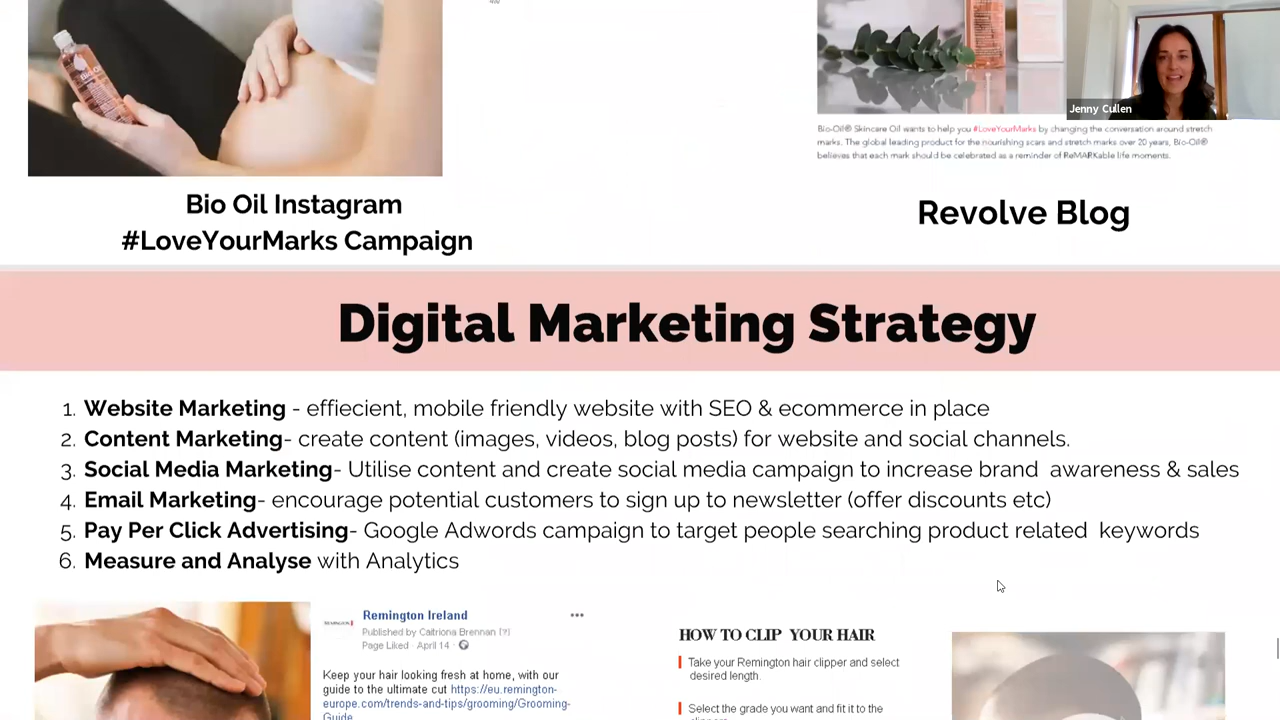 Jenny Cullen
Bio-Oil® Skincare Oil wants to help you #LoveYourMarks by changing the conversation around stretch
marks. The global leading product for the nourishing scars and stretch marks over 20 years, Bio-Oil®
believes that each mark should be celebrated as a reminder of ReMARKable life moments.
Bio Oil Instagram
#LoveYourMarks Campaign
Revolve Blog
Digital Marketing Strategy
1. Website Marketing - effiecient, mobile friendly website with SEO & ecommerce in place
2. Content Marketing- create content (images, videos, blog posts) for website and social channels.
3. Social Media Marketing- Utilise content and create social media campaign to increase brand awareness & sales
4. Email Marketing- encourage potential customers to sign up to newsletter (offer discounts etc)
5. Pay Per Click Advertising- Google Adwords campaign to target people searching product related keywords
6. Measure and Analyse with Analytics
REMINGTON
Remington Ireland
Published by Caitriona Brennan [?]
Page Liked · April 14 ·
Keep your hair looking fresh at home, with our
guide to the ultimate cut https://eu.remington-
europe.com/trends-and-tips/grooming/Grooming-
Guide
HOW TO CLIP YOUR HAIR
Take your Remington hair clipper and select
desired length.
Select the grade you want and fit it to the